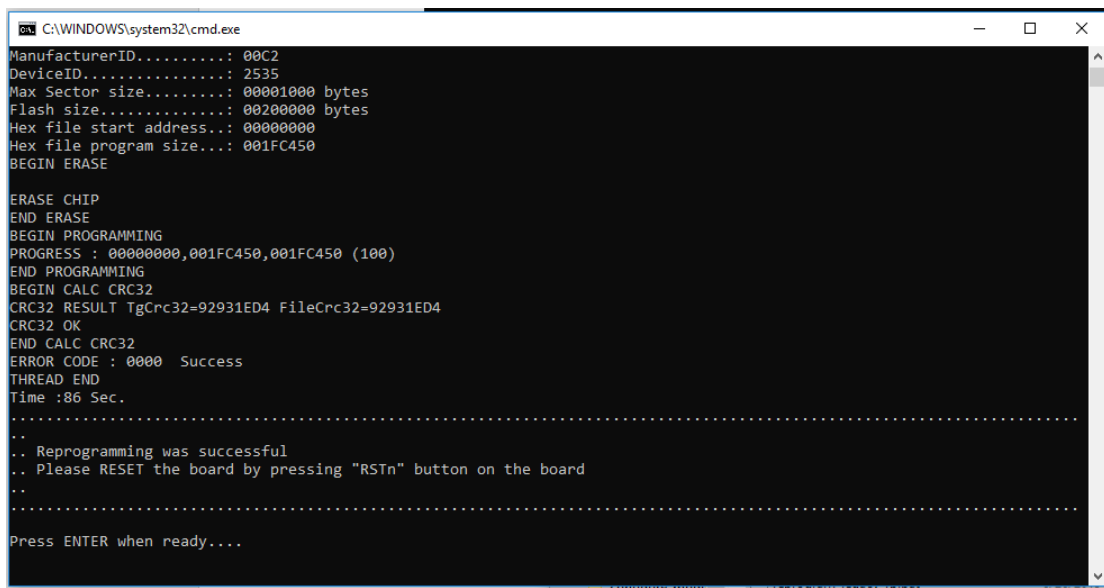 C:\WINDOWS\system32\cmd.exe
ManufacturerID..........: 00C2
DeviceID................: 2535
Max Sector size.........: 00001000 bytes
Flash size..............: 00200000 bytes
Hex file start address..: 00000000
Hex file program size...: 001FC450
BEGIN ERASE
ERASE CHIP
END ERASE
BEGIN PROGRAMMING
PROGRESS : 00000000,001FC450,001FC450 (100)
END PROGRAMMING
BEGIN CALC CRC32
CRC32 RESULT TgCrc32=92931ED4 FileCrc32=92931ED4
CRC32 OK
END CALC CRC32
ERROR CODE : 0000  Success
THREAD END
Time :86 Sec.
.......................................................................................................................
..
.. Reprogramming was successful
.. Please RESET the board by pressing "RSTn" button on the board
..
.......................................................................................................................
Press ENTER when ready....